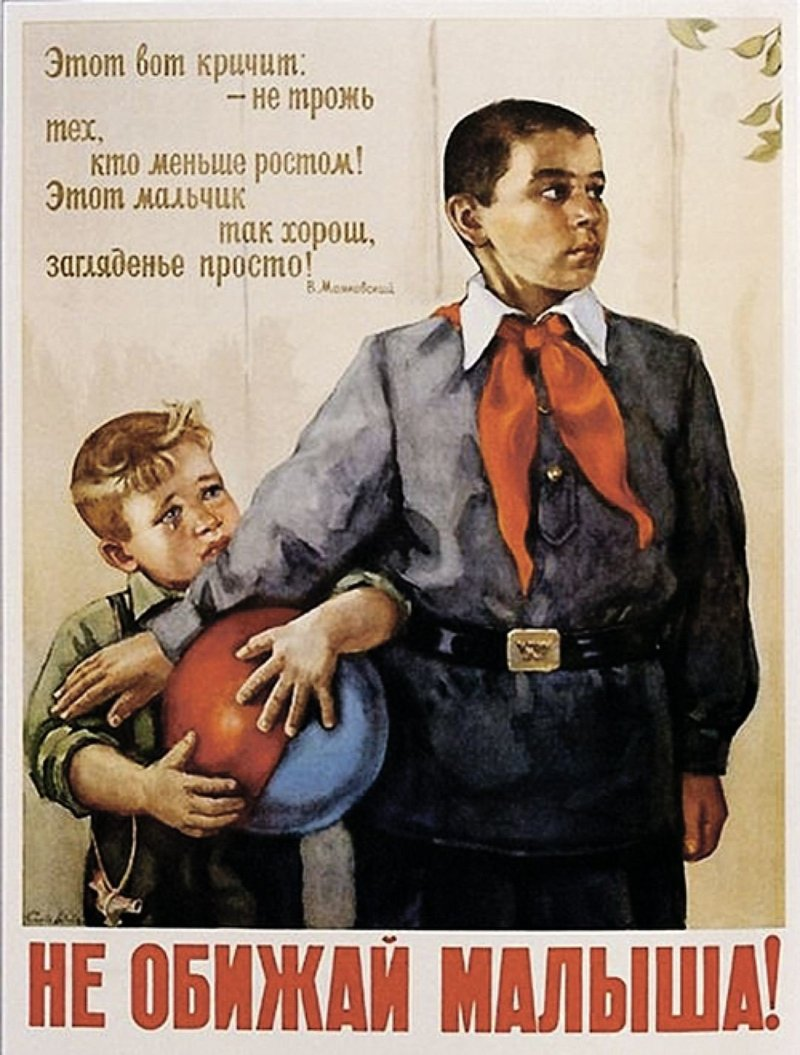 Этот вот кричит:
– не трожь
тех,
кто меньше ростом!
Этот мальчик
так хорош,
загляденье просто!
В. Маяковский
НЕ ОБИЖАЙ МАЛЫША!